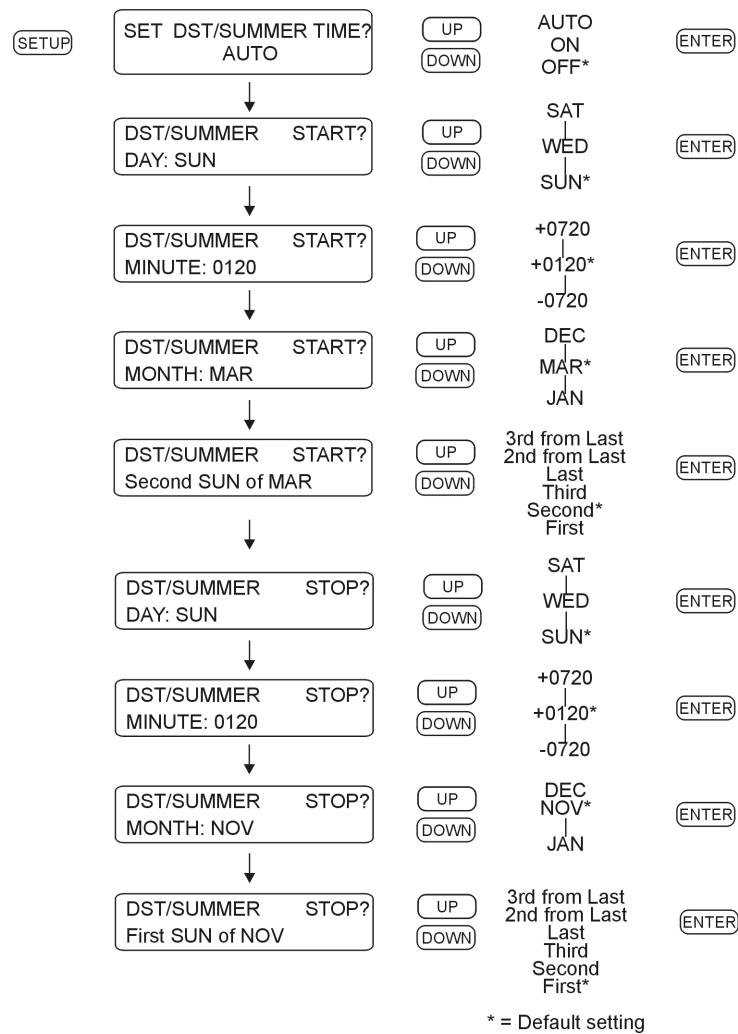 SETUP
SET DST/SUMMER TIME?
AUTO
UP
DOWN
AUTO
ON
OFF*
ENTER
DST/SUMMER START?
DAY: SUN
UP
DOWN
SAT
WED
SUN*
ENTER
DST/SUMMER START?
MINUTE: 0120
UP
DOWN
+0720
+0120*
-0720
ENTER
DST/SUMMER START?
MONTH: MAR
UP
DOWN
DEC
MAR*
JAN
ENTER
DST/SUMMER START?
Second SUN of MAR
UP
DOWN
3rd from Last
2nd from Last
Last
Third
Second*
First
ENTER
DST/SUMMER STOP?
DAY: SUN
UP
DOWN
SAT
WED
SUN*
ENTER
DST/SUMMER STOP?
MINUTE: 0120
UP
DOWN
+0720
+0120*
-0720
ENTER
DST/SUMMER STOP?
MONTH: NOV
UP
DOWN
DEC
NOV*
JAN
ENTER
DST/SUMMER STOP?
First SUN of NOV
UP
DOWN
3rd from Last
2nd from Last
Last
Third
Second
First*
ENTER
* = Default setting